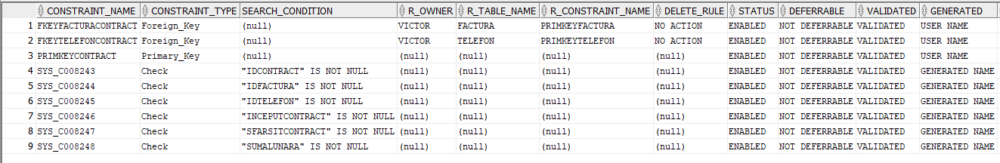 CONSTRAINT_NAME CONSTRAINT_TYPE SEARCH_CONDITION R_OWNER R_TABLE_NAME R_CONSTRAINT_NAME DELETE_RULE STATUS DEFERRABLE VALIDATED GENERATED
1 FKEYFACTURACONTRACT Foreign_Key (null) VICTOR FACTURA PRIMKEYFACTURA NO ACTION ENABLED NOT DEFERRABLE VALIDATED USER NAME
2 FKEYTELEFONCONTRACT Foreign_Key (null) VICTOR TELEFON PRIMKEYTELEFON NO ACTION ENABLED NOT DEFERRABLE VALIDATED USER NAME
3 PRIMKEYCONTRACT Primary_Key (null) (null) (null) (null) (null) ENABLED NOT DEFERRABLE VALIDATED USER NAME
4 SYS_C008243 Check "IDCONTRACT" IS NOT NULL (null) (null) (null) (null) ENABLED NOT DEFERRABLE VALIDATED GENERATED NAME
5 SYS_C008244 Check "IDFACTURA" IS NOT NULL (null) (null) (null) (null) ENABLED NOT DEFERRABLE VALIDATED GENERATED NAME
6 SYS_C008245 Check "IDTELEFON" IS NOT NULL (null) (null) (null) (null) ENABLED NOT DEFERRABLE VALIDATED GENERATED NAME
7 SYS_C008246 Check "INCEPUTCONTRACT" IS NOT NULL (null) (null) (null) (null) ENABLED NOT DEFERRABLE VALIDATED GENERATED NAME
8 SYS_C008247 Check "SFARSITCONTRACT" IS NOT NULL (null) (null) (null) (null) ENABLED NOT DEFERRABLE VALIDATED GENERATED NAME
9 SYS_C008248 Check "SUMALUNARA" IS NOT NULL (null) (null) (null) (null) ENABLED NOT DEFERRABLE VALIDATED GENERATED NAME